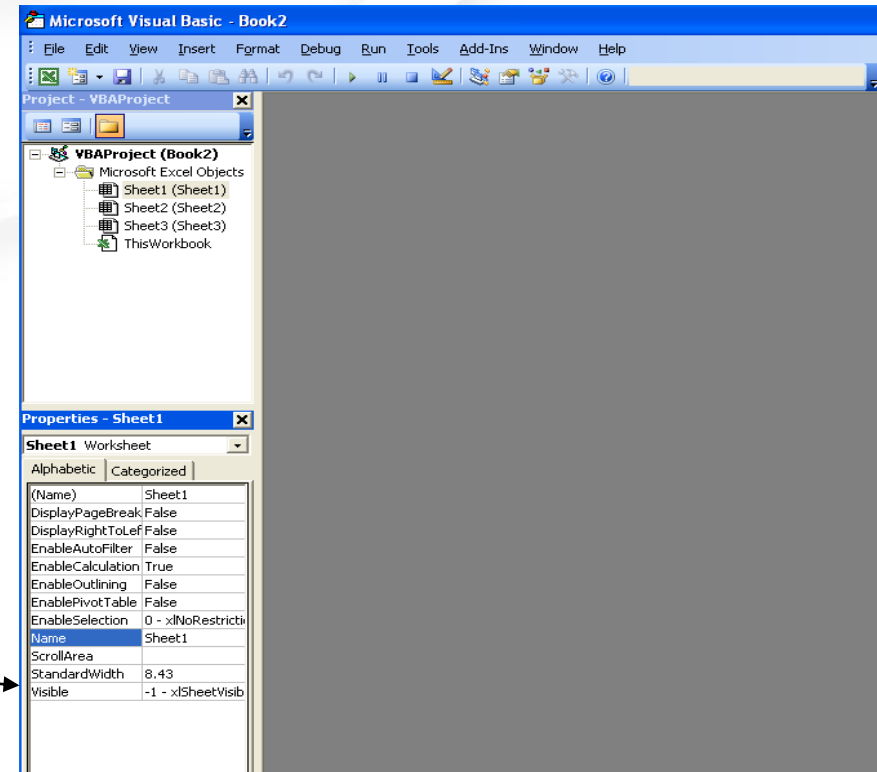 Microsoft Visual Basic - Book2
File Edit View Insert Format Debug Run Tools Add-Ins Window Help
Project - VBAProject
VBAProject (Book2)
Microsoft Excel Objects
Sheet1 (Sheet1)
Sheet2 (Sheet2)
Sheet3 (Sheet3)
ThisWorkbook
Properties - Sheet1
Sheet1 Worksheet
Alphabetic Categorized
(Name) Sheet1
DisplayPageBreak False
DisplayRightToLef False
EnableAutoFilter False
EnableCalculation True
EnableOutlining False
EnablePivotTable False
EnableSelection 0 - xlNoRestrictio
Name Sheet1
ScrollArea
StandardWidth 8.43
Visible -1 - xlSheetVisib